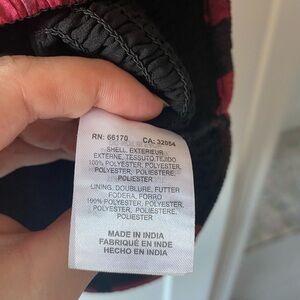 RN: 66170 CA: 32054
SHELL, EXTERIEUR
EXTERNE, TESSUTO,TEJIDO
100% POLYESTER, POLYESTER
POLYESTER, POLIESTERE,
POLIESTER
LINING, DOUBLURE, FUTTER
FODERA, FORRO
100% POLYESTER, POLYESTER
POLYESTER, POLIESTERE
POLIESTER
MADE IN INDIA
FABRIQUÉ EN INDE
HECHO EN INDIA